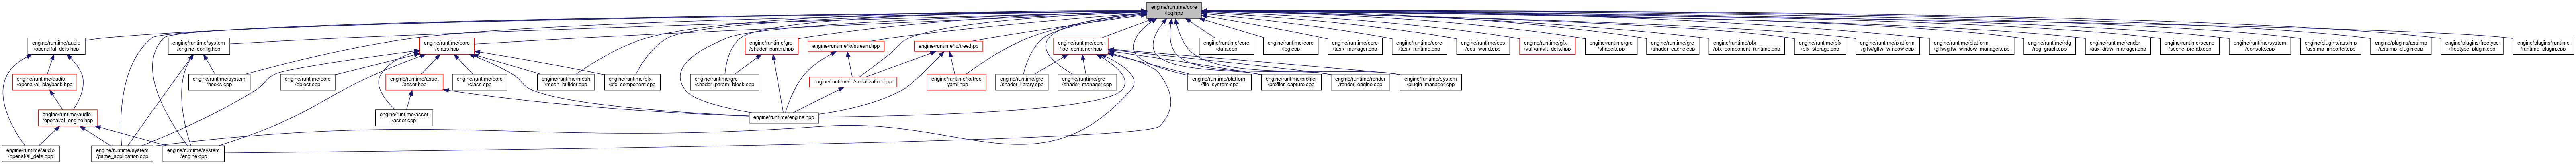 engine/runtime/core
/log.hpp
engine/runtime/audio
/openal/al_defs.hpp
engine/runtime/system
/engine_config.hpp
engine/runtime/core
/class.hpp
engine/runtime/grc
/shader_param.hpp
engine/runtime/io/stream.hpp
engine/runtime/io/tree.hpp
engine/runtime/core
/ioc_container.hpp
engine/runtime/core
/data.cpp
engine/runtime/core
/log.cpp
engine/runtime/core
/task_manager.cpp
engine/runtime/core
/task_runtime.cpp
engine/runtime/ecs
/ecs_world.cpp
engine/runtime/gfx
/vulkan/vk_defs.hpp
engine/runtime/grc
/shader.cpp
engine/runtime/grc
/shader_cache.cpp
engine/runtime/pfx
/pfx_component_runtime.cpp
engine/runtime/pfx
/pfx_storage.cpp
engine/runtime/platform
/glfw/glfw_window.cpp
engine/runtime/platform
/glfw/glfw_window_manager.cpp
engine/runtime/rdg
/rdg_graph.cpp
engine/runtime/render
/aux_draw_manager.cpp
engine/runtime/scene
/scene_prefab.cpp
engine/runtime/system
/console.cpp
engine/plugins/assimp
/assimp_importer.cpp
engine/plugins/assimp
/assimp_plugin.cpp
engine/plugins/freetype
/freetype_plugin.cpp
engine/plugins/runtime
/runtime_plugin.cpp
engine/runtime/audio
/openal/al_playback.hpp
engine/runtime/system
/hooks.cpp
engine/runtime/core
/object.cpp
engine/runtime/asset
/asset.hpp
engine/runtime/core
/class.cpp
engine/runtime/mesh
/mesh_builder.cpp
engine/runtime/pfx
/pfx_component.cpp
engine/runtime/grc
/shader_param_block.cpp
engine/runtime/io/serialization.hpp
engine/runtime/io/tree
_yaml.hpp
engine/runtime/grc
/shader_library.cpp
engine/runtime/grc
/shader_manager.cpp
engine/runtime/platform
/file_system.cpp
engine/runtime/profiler
/profiler_capture.cpp
engine/runtime/render
/render_engine.cpp
engine/runtime/system
/plugin_manager.cpp
engine/runtime/audio
/openal/al_engine.hpp
engine/runtime/asset
/asset.cpp
engine/runtime/engine.hpp
engine/runtime/audio
/openal/al_defs.cpp
engine/runtime/system
/game_application.cpp
engine/runtime/system
/engine.cpp